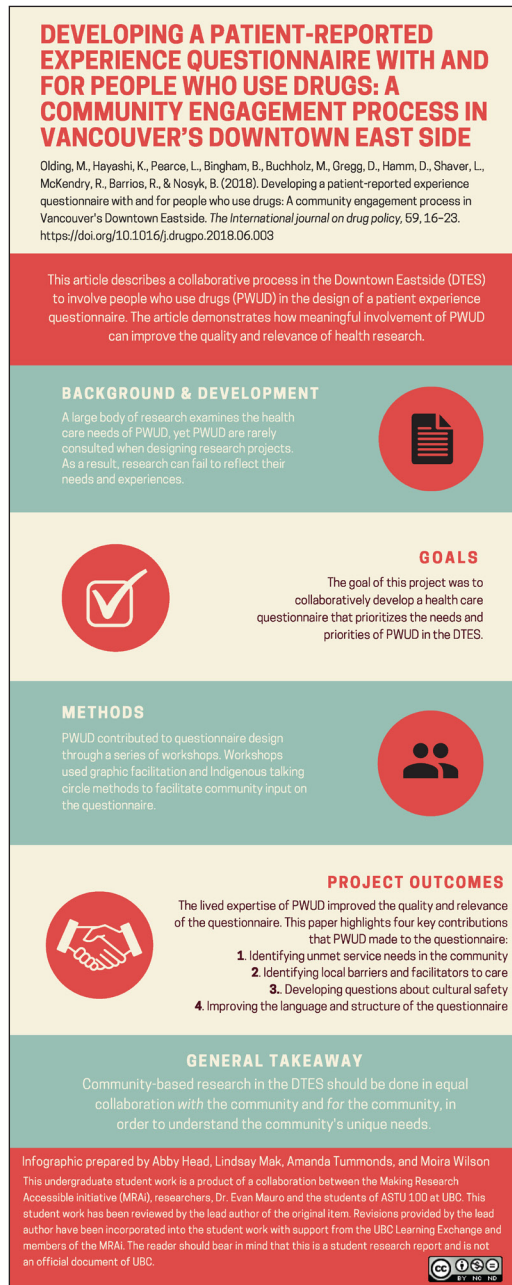 DEVELOPING A PATIENT-REPORTED
EXPERIENCE QUESTIONNAIRE WITH AND
FOR PEOPLE WHO USE DRUGS: A
COMMUNITY ENGAGEMENT PROCESS IN
VANCOUVER'S DOWNTOWN EAST SIDE
Olding, M., Hayashi, K., Pearce, L., Bingham, B., Buchholz, M., Gregg, D., Hamm, D., Shaver, L.,
McKendry, R., Barrios, R., & Nosyk, B. (2018). Developing a patient-reported experience
questionnaire with and for people who use drugs: A community engagement process in
Vancouver's Downtown Eastside. The International journal on drug policy, 59, 16–23.
https://doi.org/10.1016/j.drugpo.2018.06.003
This article describes a collaborative process in the Downtown Eastside (DTES)
to involve people who use drugs (PWUD) in the design of a patient experience
questionnaire. The article demonstrates how meaningful involvement of PWUD
can improve the quality and relevance of health research.
BACKGROUND & DEVELOPMENT
A large body of research examines the health
care needs of PWUD, yet PWUD are rarely
consulted when designing research projects.
As a result, research can fail to reflect their
needs and experiences.
GOALS
The goal of this project was to
collaboratively develop a health care
questionnaire that prioritizes the needs and
priorities of PWUD in the DTES.
METHODS
PWUD contributed to questionnaire design
through a series of workshops. Workshops
used graphic facilitation and Indigenous talking
circle methods to facilitate community input on
the questionnaire.
PROJECT OUTCOMES
The lived expertise of PWUD improved the quality and relevance
of the questionnaire. This paper highlights four key contributions
that PWUD made to the questionnaire:
1. Identifying unmet service needs in the community
2. Identifying local barriers and facilitators to care
3.. Developing questions about cultural safety
4. Improving the language and structure of the questionnaire
GENERAL TAKEAWAY
Community-based research in the DTES should be done in equal
collaboration with the community and for the community, in
order to understand the community's unique needs.
Infographic prepared by Abby Head, Lindsay Mak, Amanda Tummonds, and Moira Wilson
This undergraduate student work is a product of a collaboration between the Making Research
Accessible initiative (MRAi), researchers, Dr. Evan Mauro and the students of ASTU 100 at UBC. This
student work has been reviewed by the lead author of the original item. Revisions provided by the lead
author have been incorporated into the student work with support from the UBC Learning Exchange and
members of the MRAi. The reader should bear in mind that this is a student research report and is not
an official document of UBC.
cc
BY NC ND